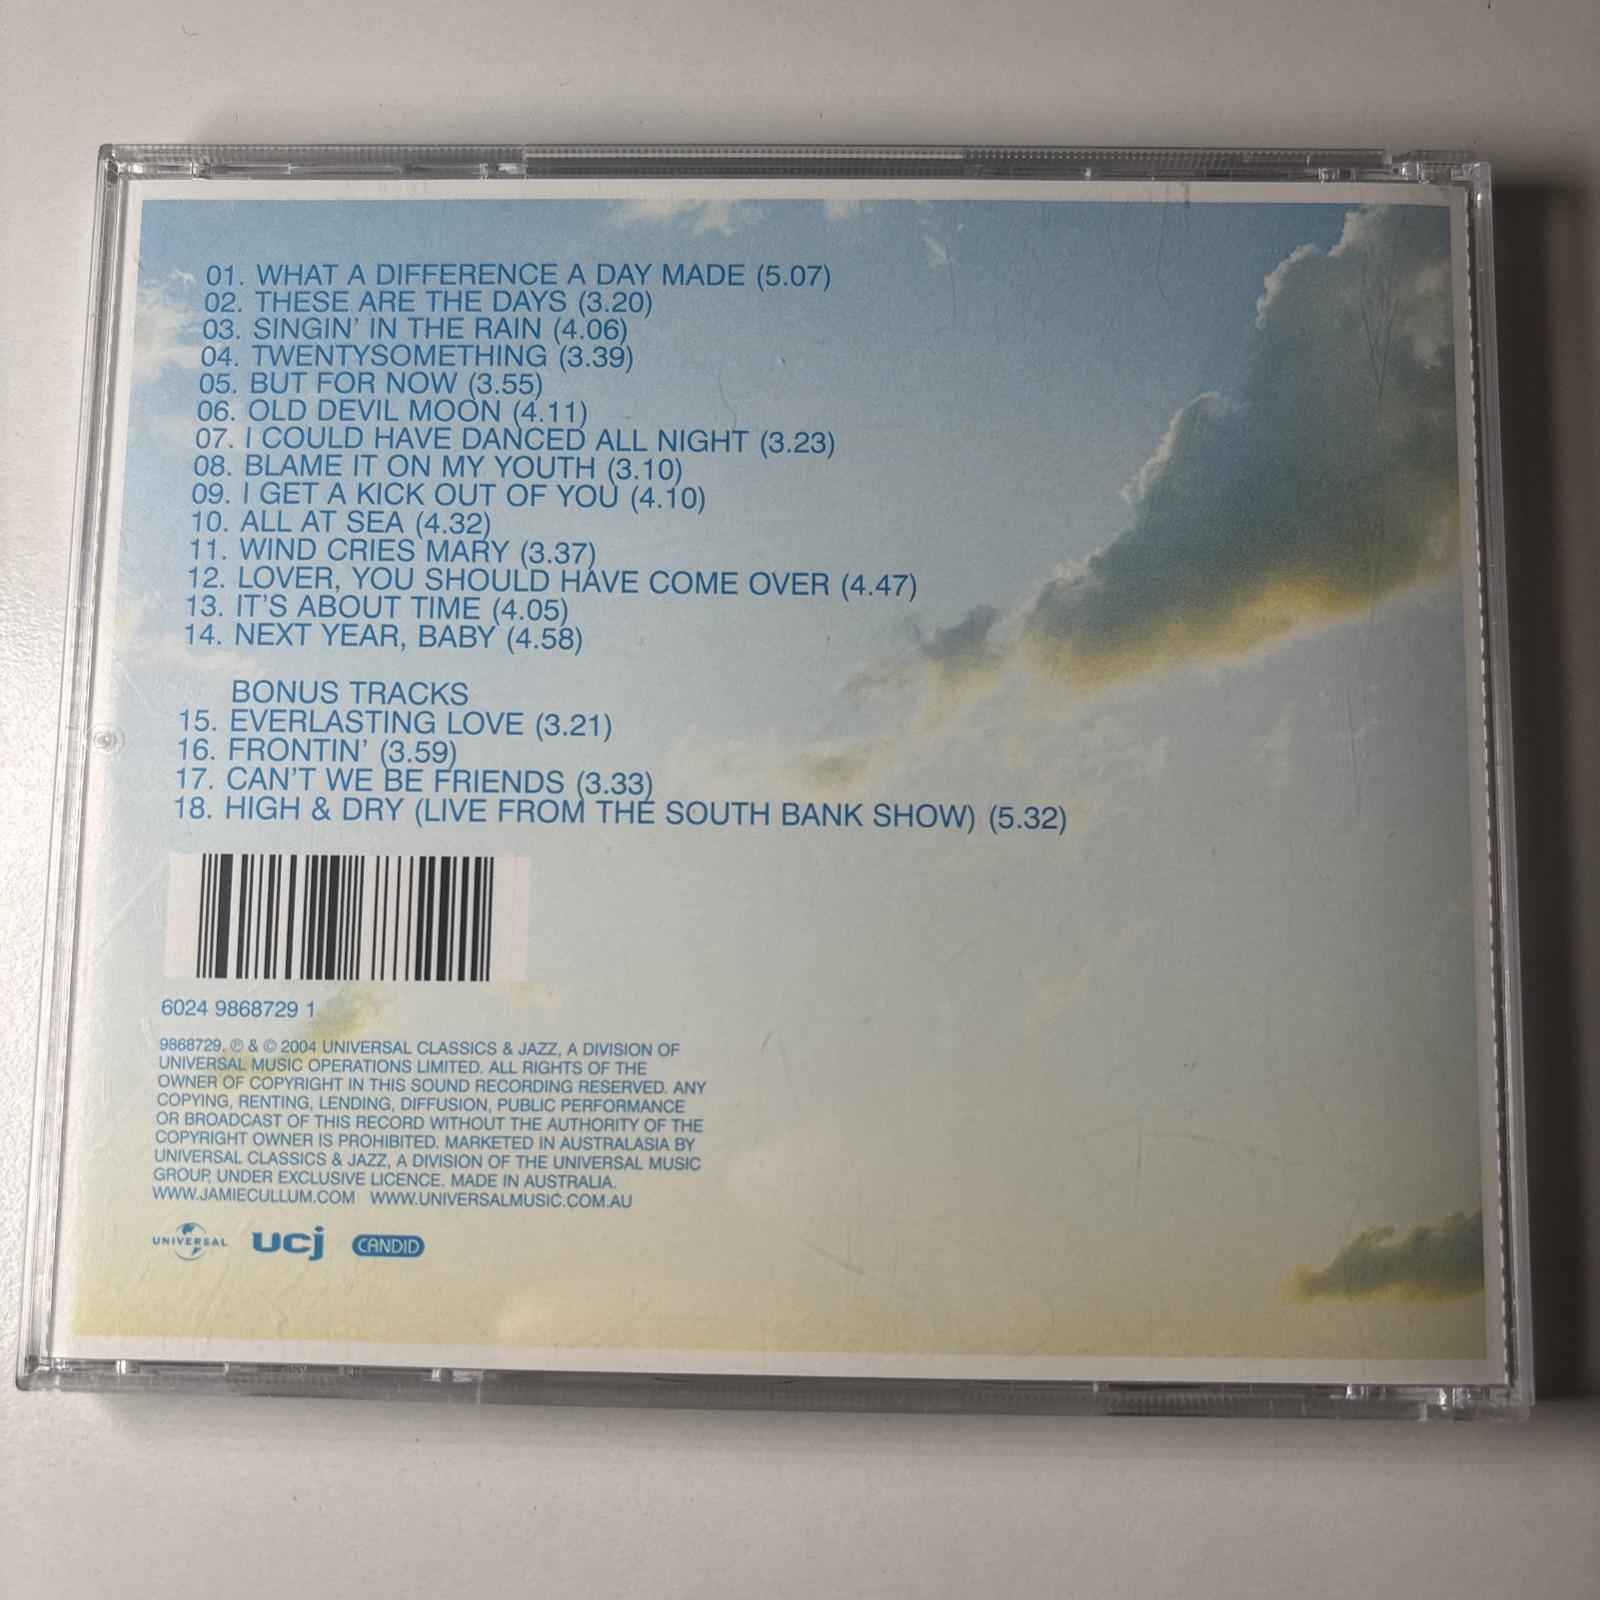 01. WHAT A DIFFERENCE A DAY MADE (5.07)
02. THESE ARE THE DAYS (3.20)
03. SINGIN' IN THE RAIN (4.06)
04. TWENTYSOMETHING (3.39)
05. BUT FOR NOW (3.55)
06. OLD DEVIL MOON (4.11)
07. I COULD HAVE DANCED ALL NIGHT (3.23)
08. BLAME IT ON MY YOUTH (3.10)
09. I GET A KICK OUT OF YOU (4.10)
10. ALL AT SEA (4.32)
11. WIND CRIES MARY (3.37)
12. LOVER, YOU SHOULD HAVE COME OVER (4.47)
13. IT'S ABOUT TIME (4.05)
14. NEXT YEAR, BABY (4.58)
BONUS TRACKS
15. EVERLASTING LOVE (3.21)
16. FRONTIN' (3.59)
17. CAN'T WE BE FRIENDS (3.33)
18. HIGH & DRY (LIVE FROM THE SOUTH BANK SHOW) (5.32)
6024 9868729 1
9868729. ℗ & © 2004 UNIVERSAL CLASSICS & JAZZ, A DIVISION OF
UNIVERSAL MUSIC OPERATIONS LIMITED. ALL RIGHTS OF THE
OWNER OF COPYRIGHT IN THIS SOUND RECORDING RESERVED. ANY
COPYING, RENTING, LENDING, DIFFUSION, PUBLIC PERFORMANCE
OR BROADCAST OF THIS RECORD WITHOUT THE AUTHORITY OF THE
COPYRIGHT OWNER IS PROHIBITED. MARKETED IN AUSTRALASIA BY
UNIVERSAL CLASSICS & JAZZ, A DIVISION OF THE UNIVERSAL MUSIC
GROUP, UNDER EXCLUSIVE LICENCE. MADE IN AUSTRALIA.
WWW.JAMIECULLUM.COM WWW.UNIVERSALMUSIC.COM.AU
UNIVERSAL ucj CANDID